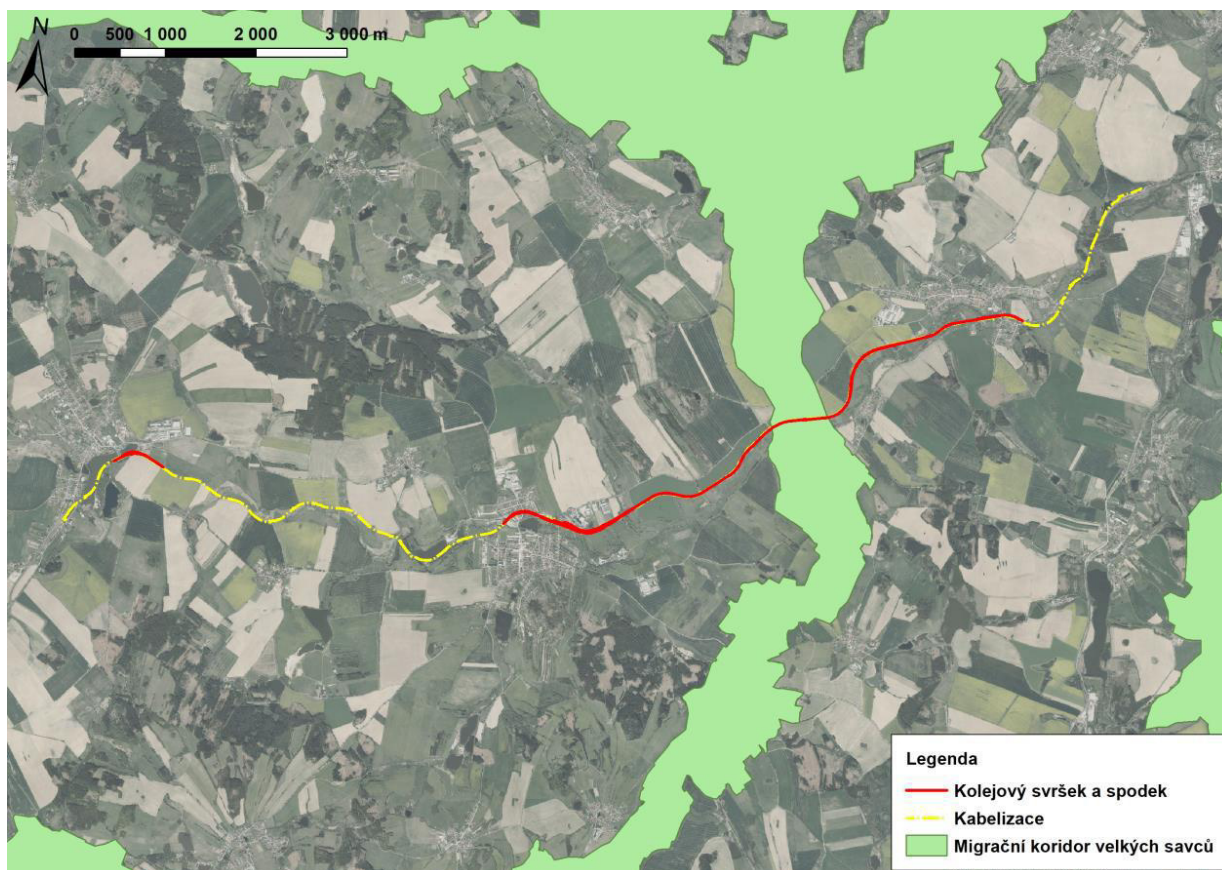 N
0 500 1 000 2 000 3 000 m
Legenda
Kolejový svršek a spodek
Kabelizace
Migrační koridor velkých savců